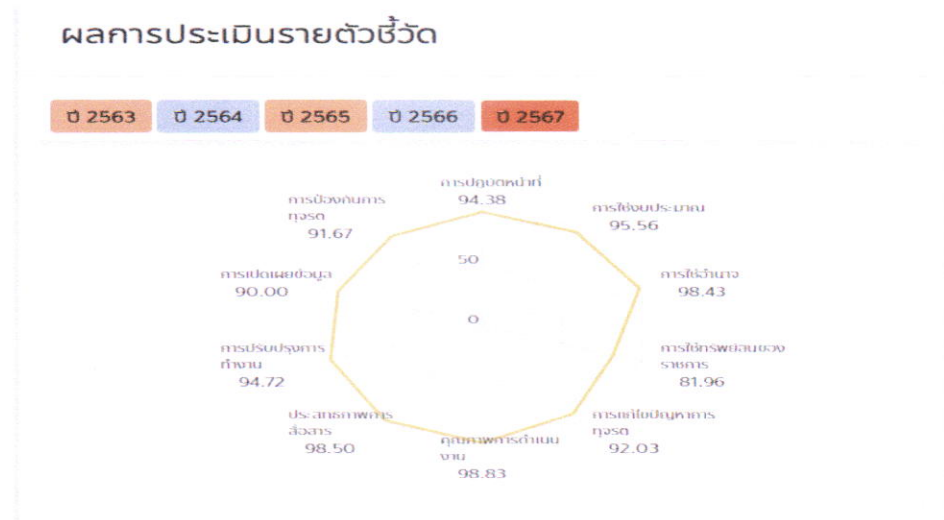 ผลการประเมินรายตัวชี้วัด
ปี 2563
ปี 2564
ปี 2565
ปี 2566
ปี 2567
การปฏิบัติหน้าที่
94.38
การใช้งบประมาณ
95.56
การใช้อำนาจ
98.43
การใช้ทรัพย์สินของ
ราชการ
81.96
การแก้ไขปัญหาการ
ทุจริต
92.03
คุณภาพการดำเนิน
งาน
98.83
ประสิทธิภาพการ
สื่อสาร
98.50
การปรับปรุงการ
ทำงาน
94.72
การเปิดเผยข้อมูล
90.00
การป้องกันการ
ทุจริต
91.67
50
0